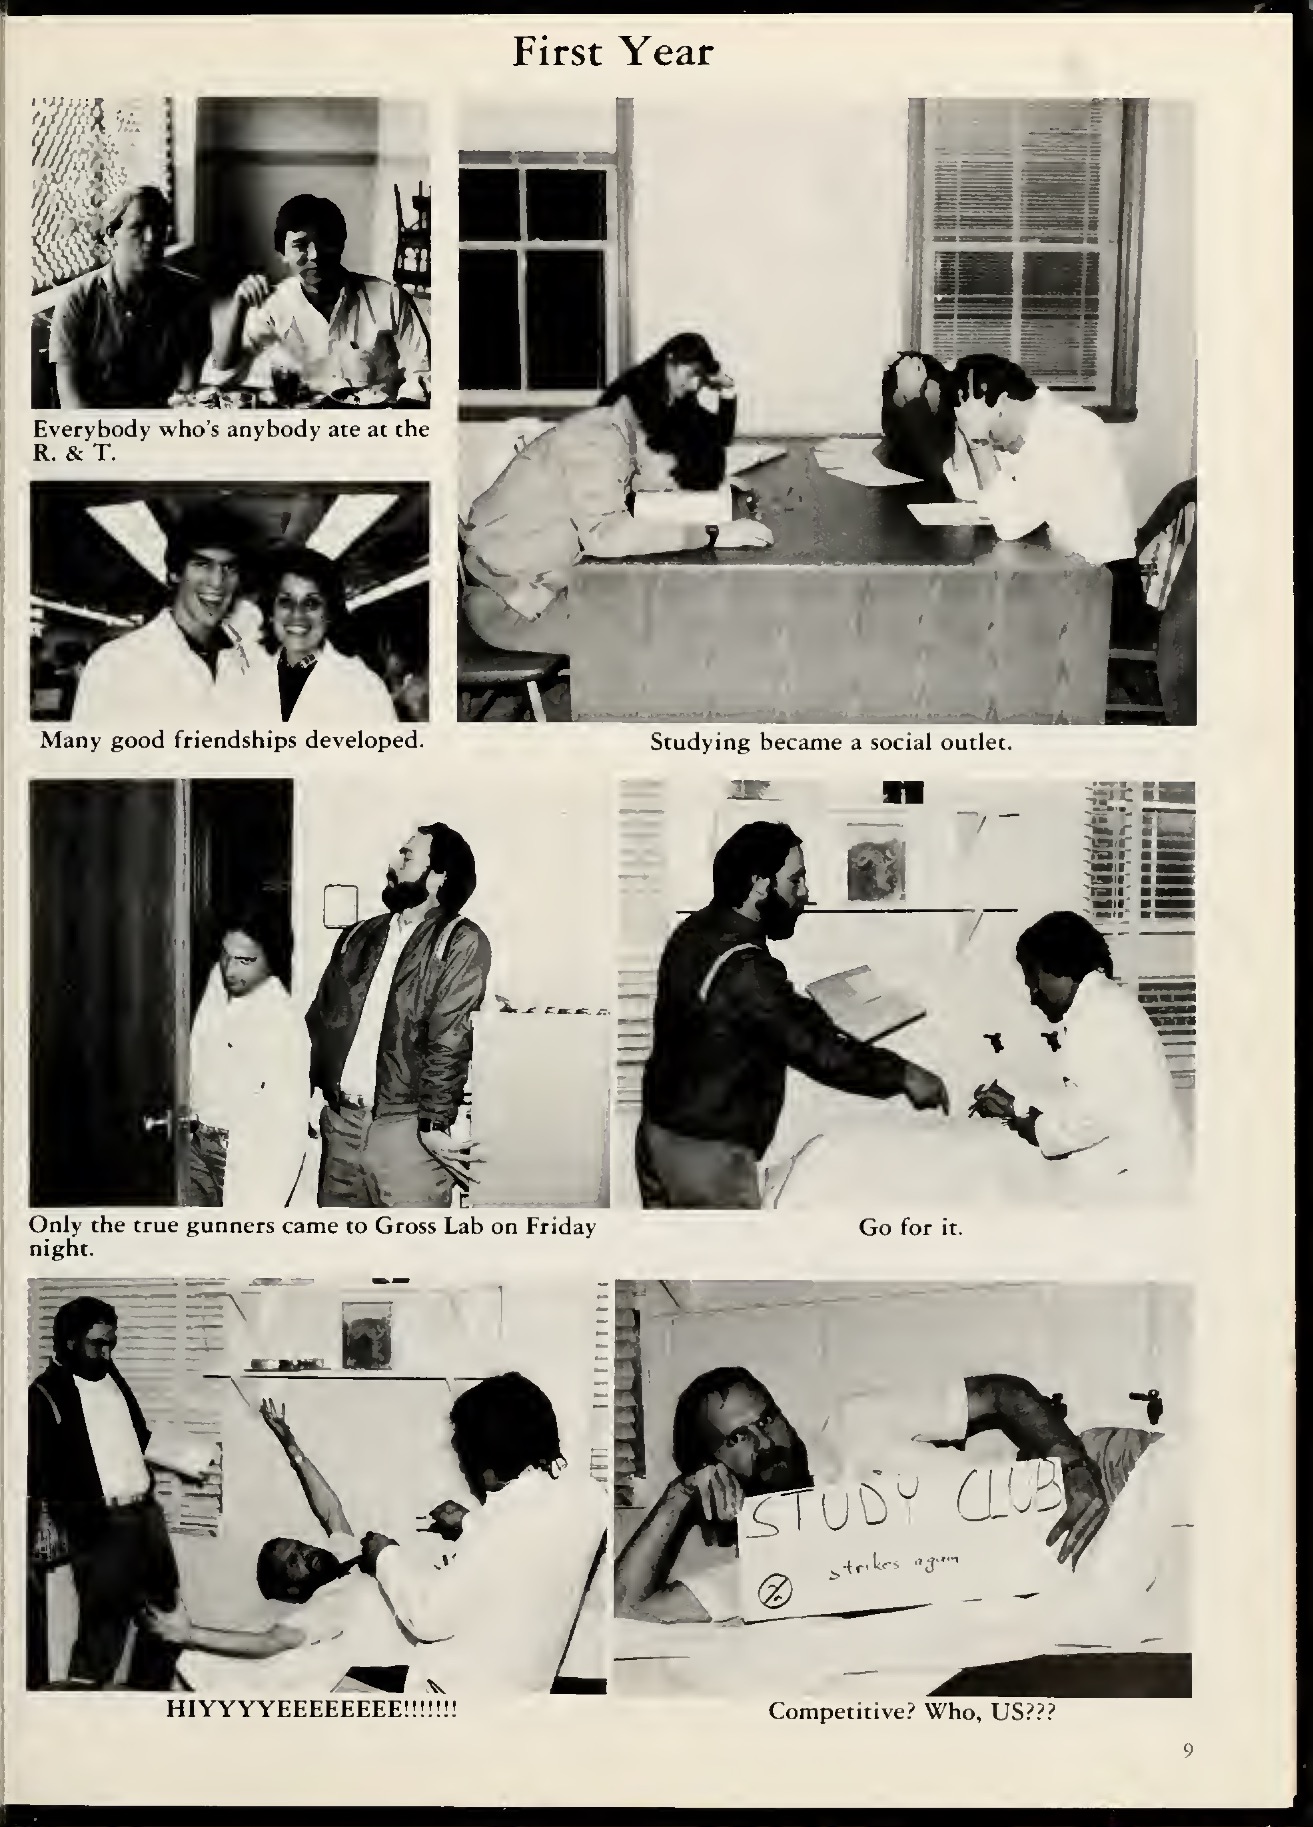 First Year
Everybody who's anybody ate at the
R. & T.
Many good friendships developed.
Studying became a social outlet.
Only the true gunners came to Gross Lab on Friday
night.
Go for it.
HIYYYYEEEEEEEEE!!!!!!!
STUDY CLUB
strikes again
Competitive? Who, US???
9